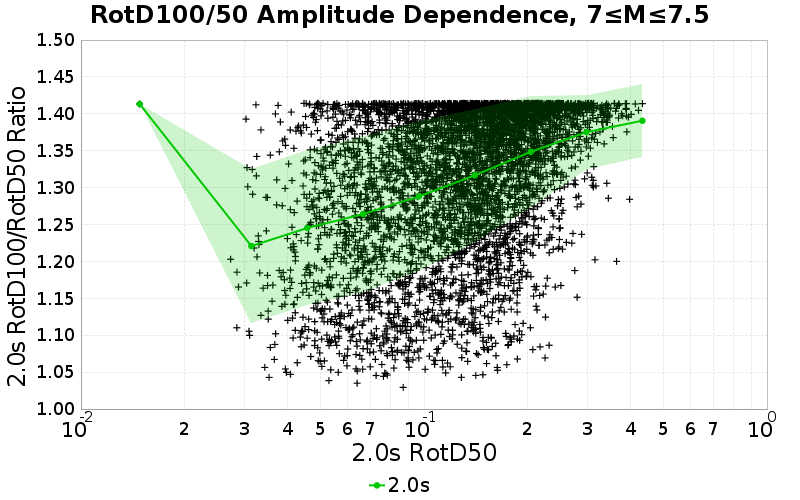 RotD100/50 Amplitude Dependence, 7≤M≤7.5
2.0s RotD100/RotD50 Ratio
1.50
1.45
1.40
1.35
1.30
1.25
1.20
1.15
1.10
1.05
1.00
10-2 2 3 4 5 6 7 10-1 2 3 4 5 6 7 100
2.0s RotD50
2.0s